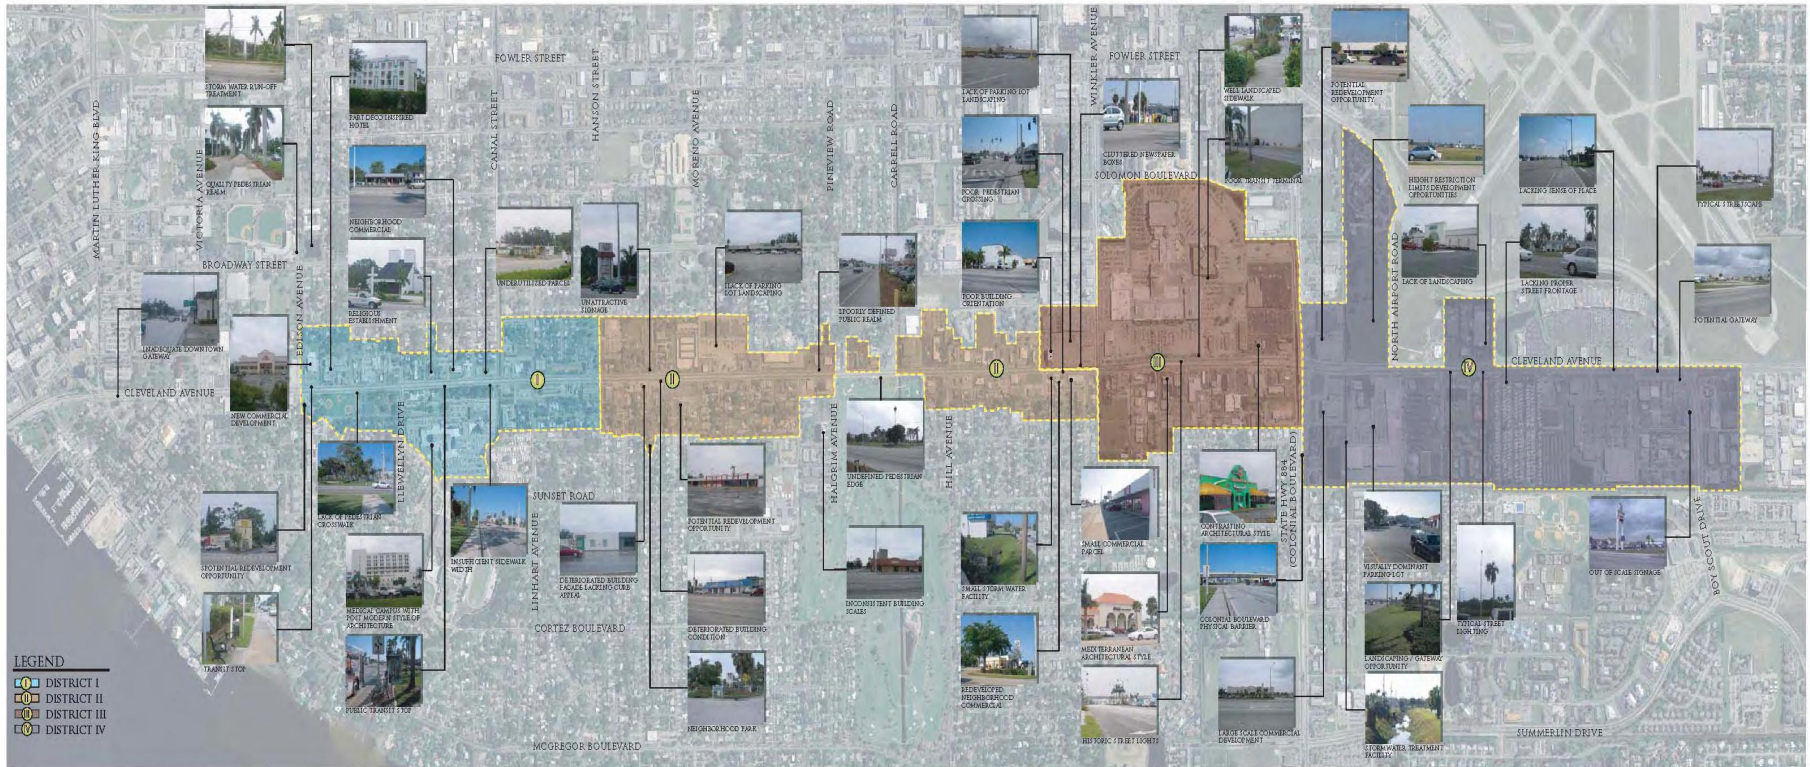 STORM WATER RUN-OFF
TREATMENT
QUALITY PEDESTRIAN
REALM
MARTIN LUTHER KING BLVD
VICTORIA AVENUE
BROADWAY STREET
EDISON AVENUE
INADEQUATE DOWNTOWN
GATEWAY
CLEVELAND AVENUE
NEW COMMERCIAL
DEVELOPMENT
PART DECO INSPIRED
HOTEL
NEIGHBORHOOD
COMMERCIAL
RELIGIOUS
ESTABLISHMENT
FOWLER STREET
CANAL STREET
HANSON STREET
UNDERUTILIZED PARCEL
UNATTRACTIVE
SIGNAGE
MORENO AVENUE
LACK OF PARKING
LOT LANDSCAPING
PINEVIEW ROAD
SPOORLY DEFINED
PUBLIC REALM
CARRELL ROAD
LACK OF PARKING LOT
LANDSCAPING
POOR PEDESTRIAN
CROSSING
POOR BUILDING
ORIENTATION
WINKLER AVENUE
FOWLER STREET
CLUTTERED NEWSPAPER
BOXES
SOLOMON BOULEVARD
WELL LANDSCAPED
SIDEWALK
POOR TRANSIT TERMINAL
POTENTIAL
REDEVELOPMENT
OPPORTUNITY
HEIGHT RESTRICTION
LIMITS DEVELOPMENT
OPPORTUNITIES
NORTH AIRPORT ROAD
LACK OF LANDSCAPING
LACKING SENSE OF PLACE
LACKING PROPER
STREET FRONTAGE
TYPICAL STREETSCAPE
POTENTIAL GATEWAY
CLEVELAND AVENUE
I
II
II
III
IV
LLEWELLYN DRIVE
LACK OF PEDESTRIAN
CROSSWALK
SPOTENTIAL REDEVELOPMENT
OPPORTUNITY
TRANSIT STOP
MEDICAL CAMPUS WITH
POST MODERN STYLE OF
ARCHITECTURE
PUBLIC TRANSIT STOP
INSUFFICIENT SIDEWALK
WIDTH
SUNSET ROAD
LINHART AVENUE
DETERIORATED BUILDING
FACADE LACKING CURB
APPEAL
CORTEZ BOULEVARD
MCGREGOR BOULEVARD
POTENTIAL REDEVELOPMENT
OPPORTUNITY
DETERIORATED BUILDING
CONDITION
NEIGHBORHOOD PARK
HALGRIM AVENUE
UNDEFINED PEDESTRIAN
EDGE
INCONSISTENT BUILDING
SCALES
HILL AVENUE
SMALL STORM WATER
FACILITY
REDEVELOPED
NEIGHBORHOOD
COMMERCIAL
SMALL COMMERCIAL
PARCEL
MEDITERRANEAN
ARCHITECTURAL STYLE
HISTORIC STREET LIGHTS
CONTRASTING
ARCHITECTURAL STYLE
COLONIAL BOULEVARD
PHYSICAL BARRIER
LARGE SCALE COMMERCIAL
DEVELOPMENT
STATE HWY 884
(COLONIAL BOULEVARD)
VISUALLY DOMINANT
PARKING LOT
LANDSCAPING / GATEWAY
OPPORTUNITY
STORMWATER TREATMENT
FACILITY
TYPICAL STREET
LIGHTING
OUT OF SCALE SIGNAGE
BOY SCOUT DRIVE
SUMMERLIN DRIVE
LEGEND
I DISTRICT I
II DISTRICT II
III DISTRICT III
IV DISTRICT IV